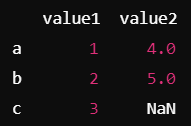 value1 value2
a 1 4.0
b 2 5.0
c 3 NaN